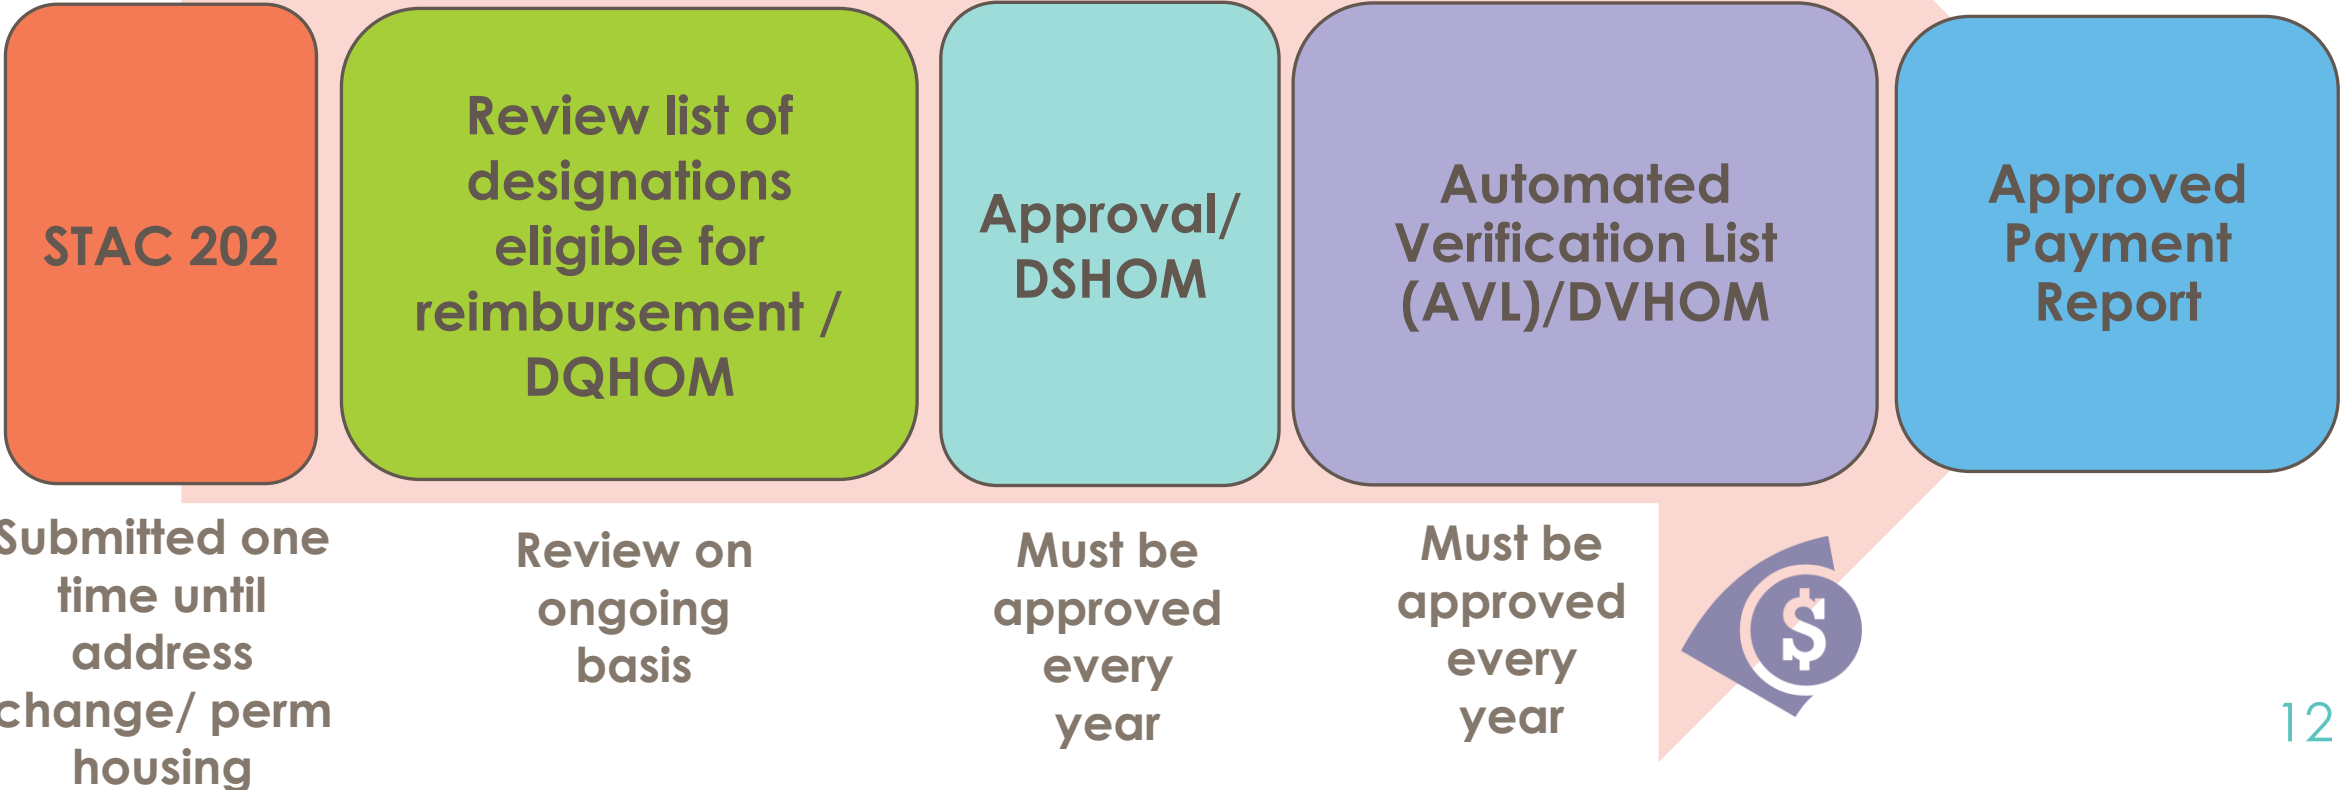 STAC 202
Review list of
designations
eligible for
reimbursement /
DQHOM
Approval/
DSHOM
Automated
Verification List
(AVL)/DVHOM
Approved
Payment
Report
Submitted one
time until
address
change/ perm
housing
Review on
ongoing
basis
Must be
approved
every
year
Must be
approved
every
year
$
12